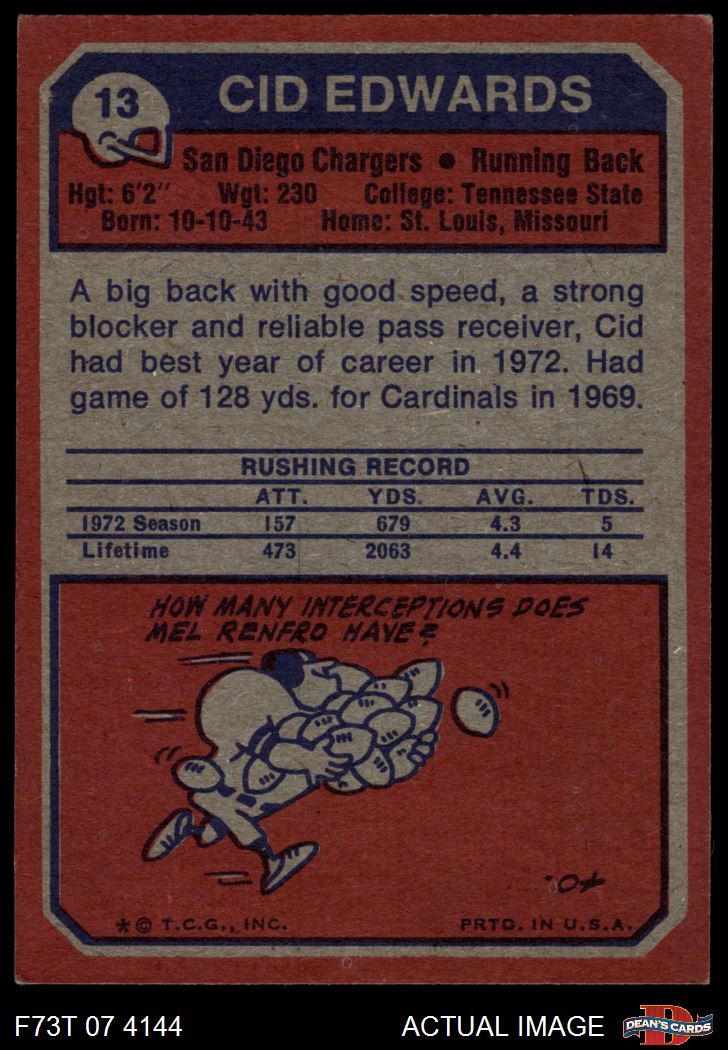 13
CID EDWARDS
San Diego Chargers ● Running Back
Hgt: 6'2" Wgt: 230 College: Tennessee State
Born: 10-10-43 Home: St. Louis, Missouri
A big back with good speed, a strong
blocker and reliable pass receiver, Cid
had best year of career in 1972. Had
game of 128 yds. for Cardinals in 1969.
RUSHING RECORD
ATT. YDS. AVG. TDS.
1972 Season 157 679 4.3 5
Lifetime 473 2063 4.4 14
HOW MANY INTERCEPTIONS DOES
MEL RENFRO HAVE?
*© T.C.G., INC. PRTD. IN U.S.A.
F73T 07 4144 ACTUAL IMAGE DEAN'S CARDS